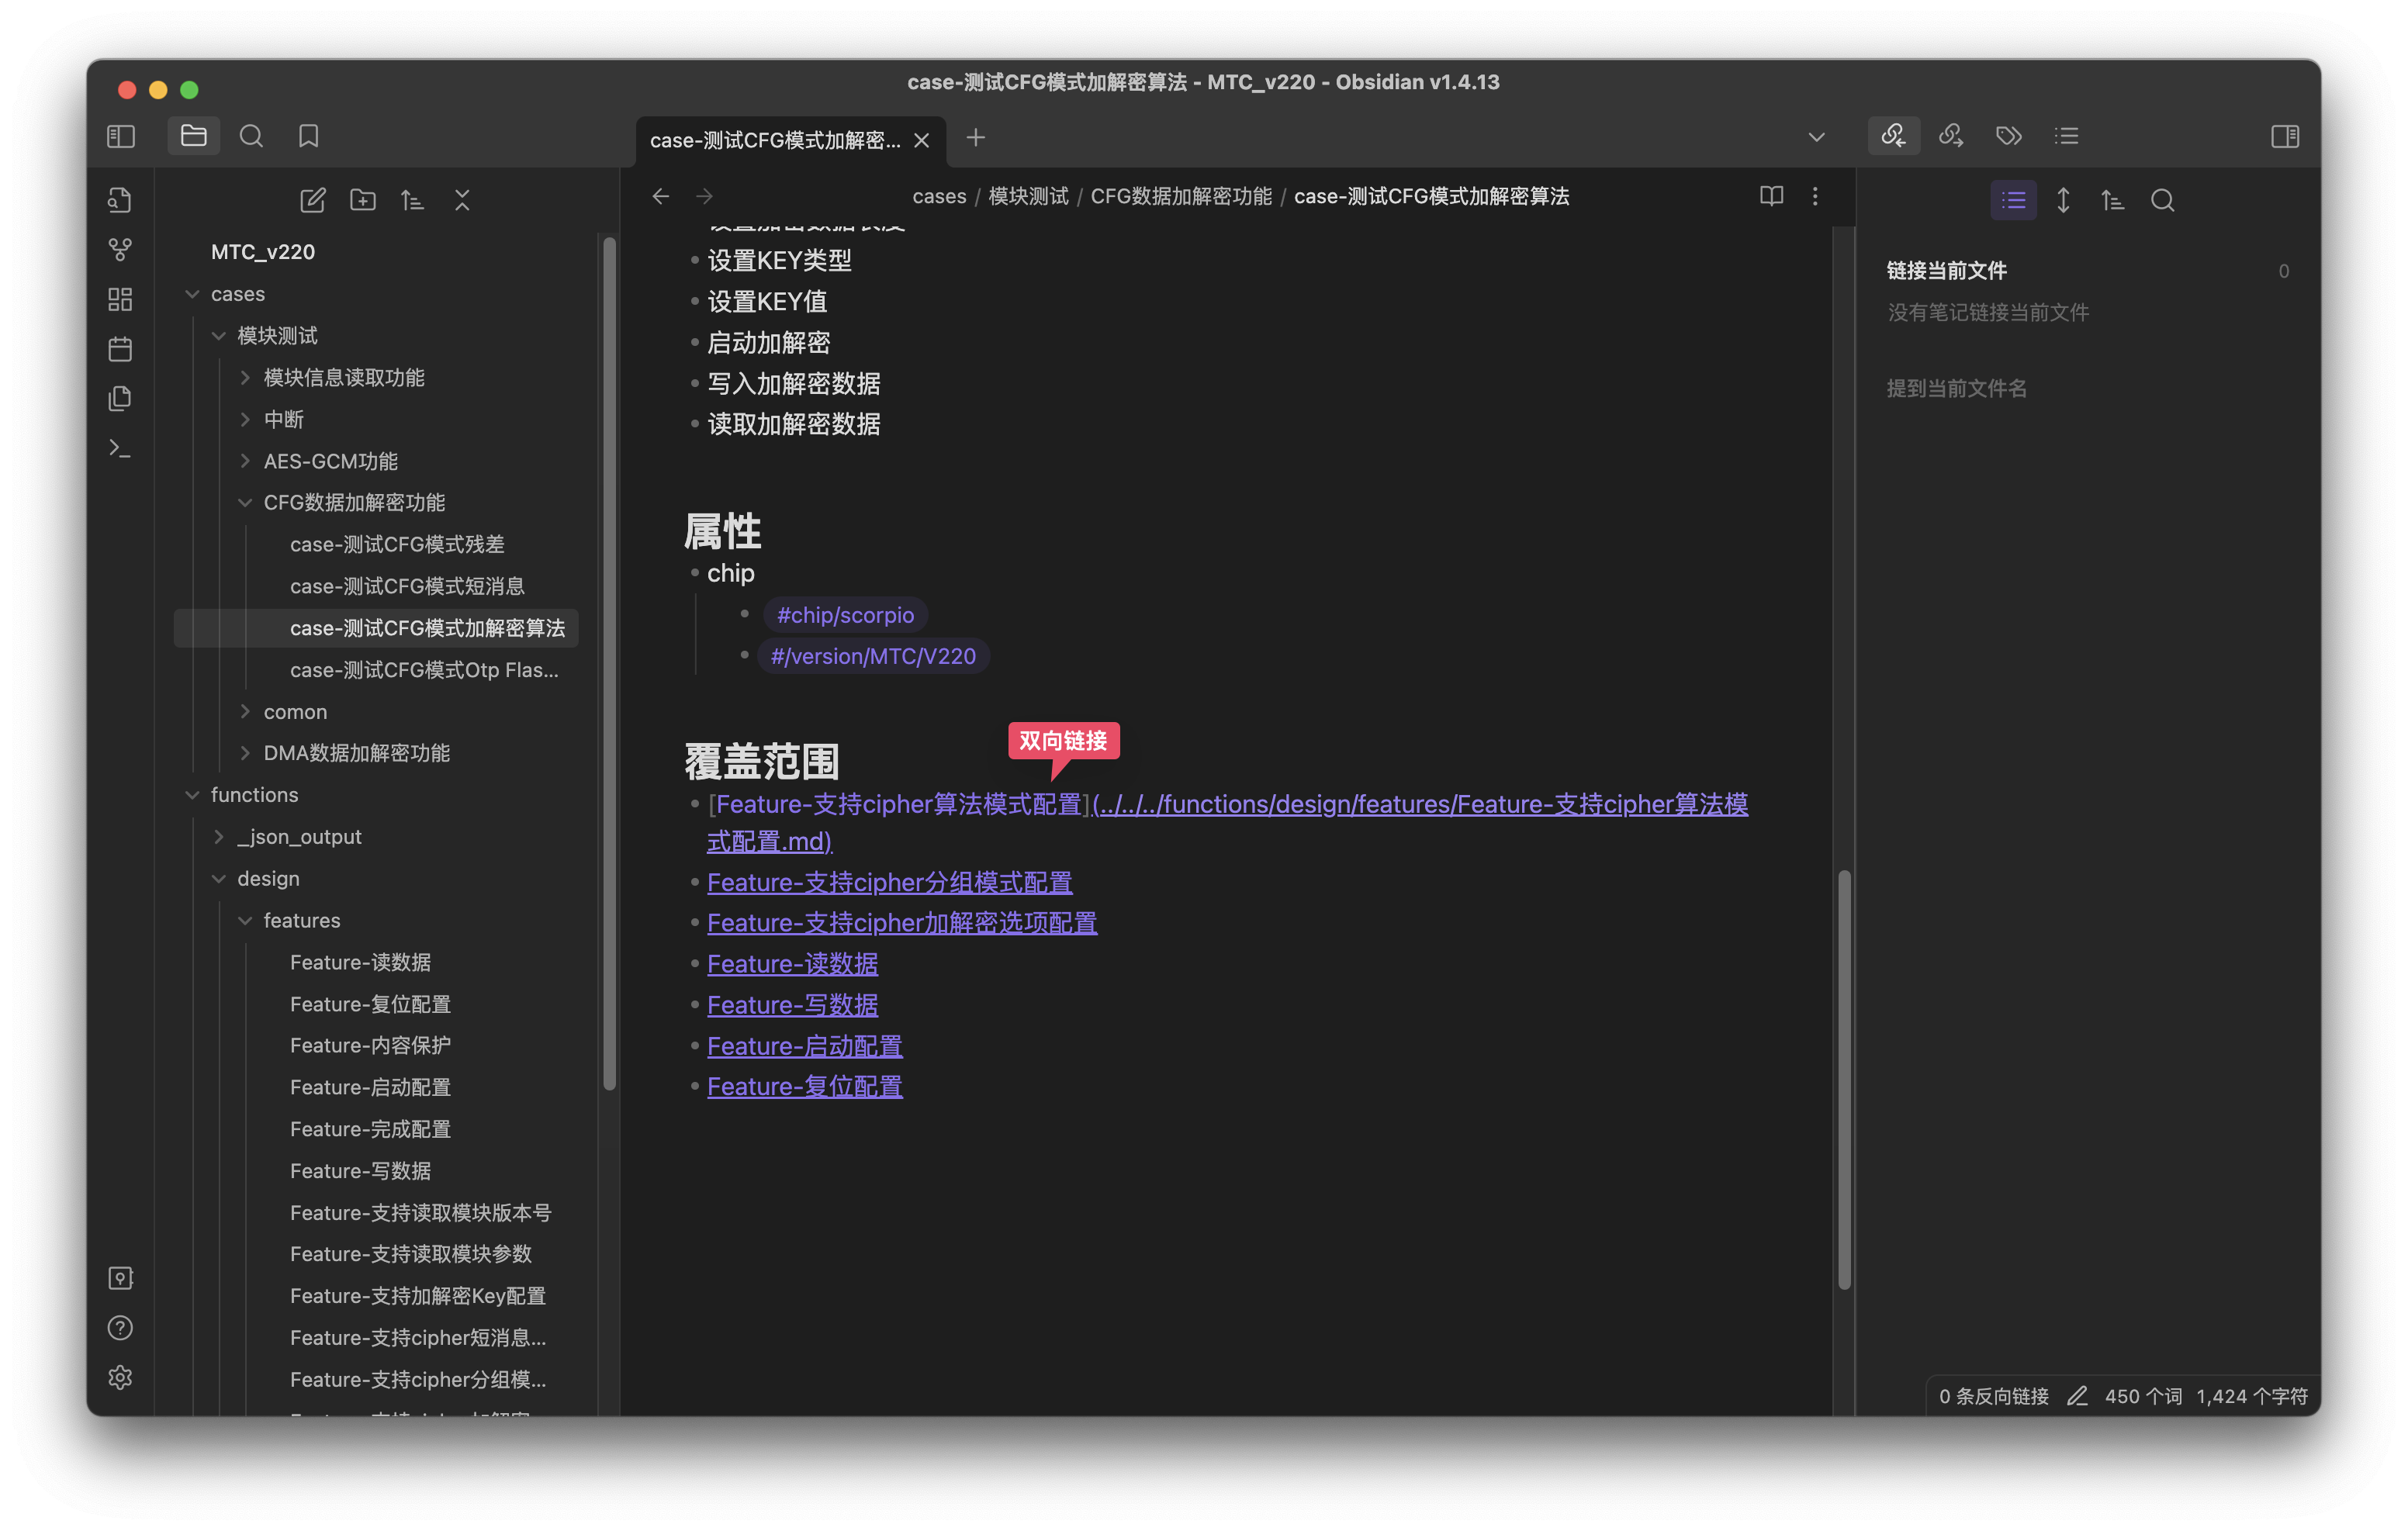 case-测试CFG模式加解密算法 - MTC_v220 - Obsidian v1.4.13
case-测试CFG模式加解密...
cases / 模块测试 / CFG数据加解密功能 / case-测试CFG模式加解密算法
MTC_v220
cases
模块测试
模块信息读取功能
中断
AES-GCM功能
CFG数据加解密功能
case-测试CFG模式残差
case-测试CFG模式短消息
case-测试CFG模式加解密算法
case-测试CFG模式Otp Flas...
comon
DMA数据加解密功能
functions
_json_output
design
features
Feature-读数据
Feature-复位配置
Feature-内容保护
Feature-启动配置
Feature-完成配置
Feature-写数据
Feature-支持读取模块版本号
Feature-支持读取模块参数
Feature-支持加解密Key配置
Feature-支持cipher短消息...
Feature-支持cipher分组模...
设置加密数据长度
设置KEY类型
设置KEY值
启动加解密
写入加解密数据
读取加解密数据
属性
chip
#chip/scorpio
#/version/MTC/V220
双向链接
覆盖范围
[Feature-支持cipher算法模式配置](../../../functions/design/features/Feature-支持cipher算法模
式配置.md)
Feature-支持cipher分组模式配置
Feature-支持cipher加解密选项配置
Feature-读数据
Feature-写数据
Feature-启动配置
Feature-复位配置
链接当前文件 0
没有笔记链接当前文件
提到当前文件名
0 条反向链接 450 个词 1,424 个字符